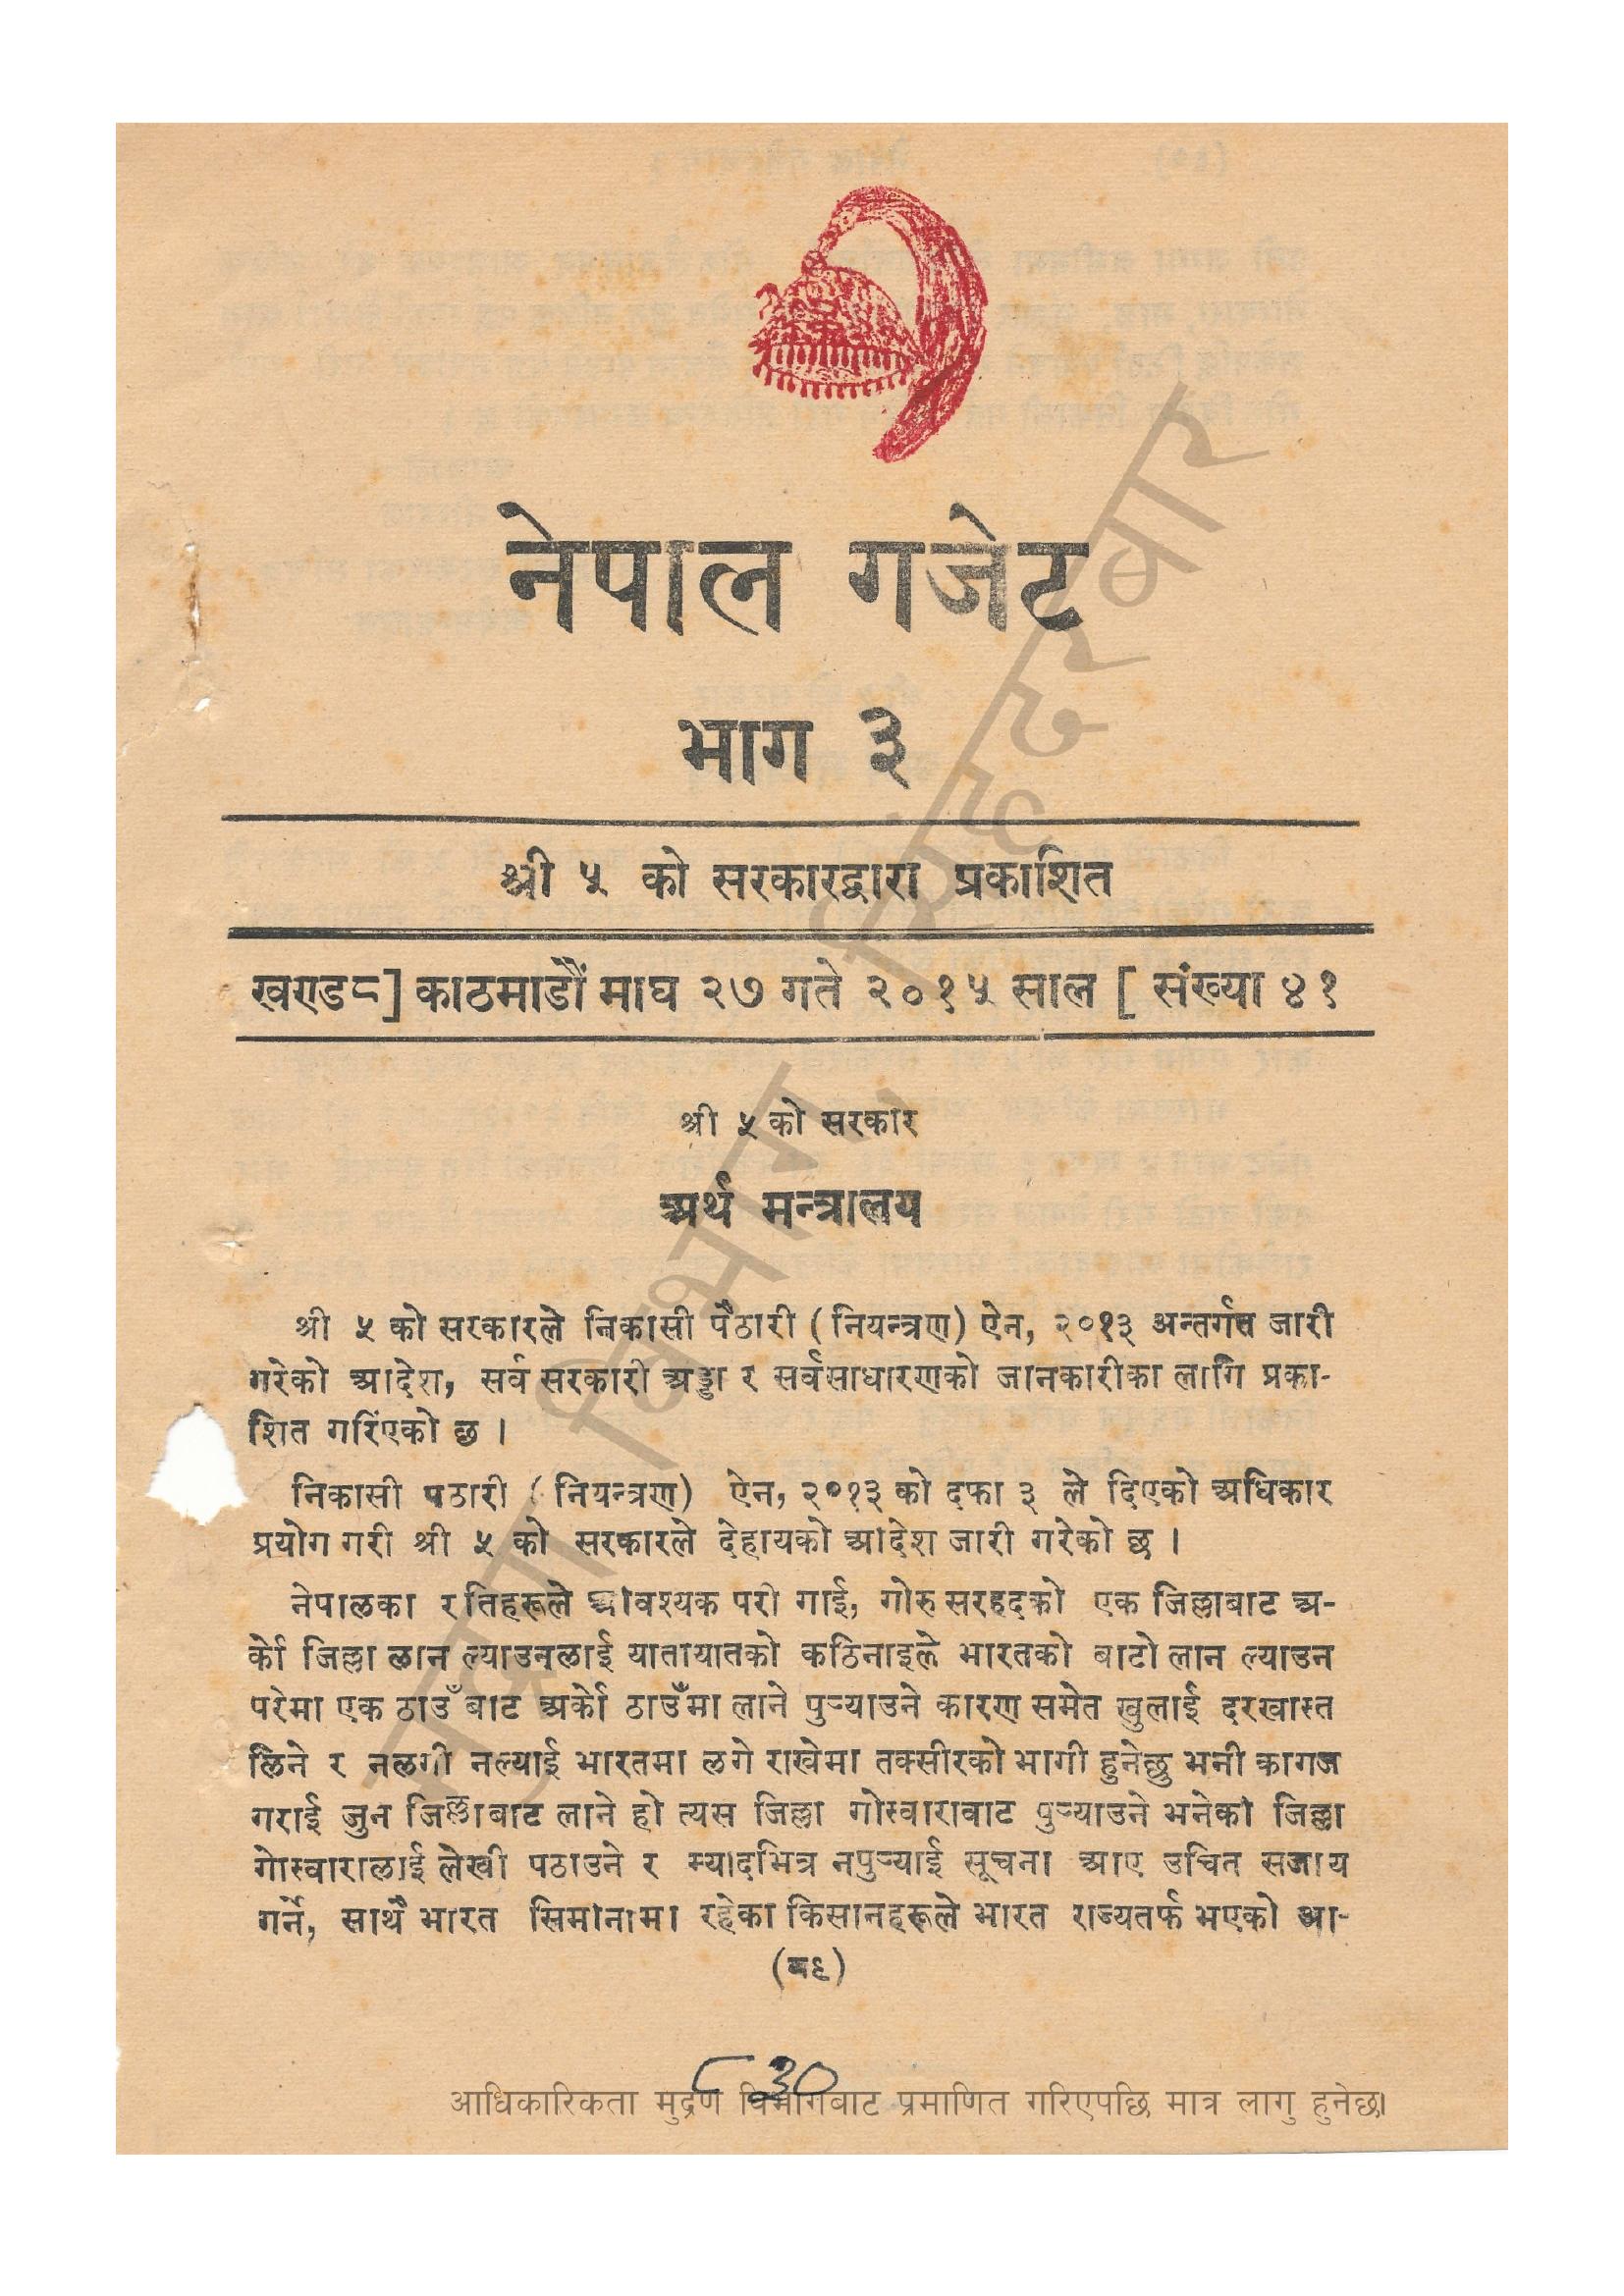 नेपाल गजेट
भाग ३
श्री ५ को सरकारद्वारा प्रकाशित
खण्ड८] काठमाडौं माघ २७ गते २०१५ साल [ संख्या ४१
श्री ५ को सरकार
अर्थ मन्त्रालय
श्री ५ को सरकारले निकासी पैठारी ( नियन्त्रण) ऐन, २०१३ अन्तर्गत जारी
गरेको आदेश, सर्व सरकारी अड्डा र सर्वसाधारणको जानकारीका लागि प्रका-
शित गरिएको छ ।
निकासी पठारी ( नियन्त्रण) ऐन, २०१३ को दफा ३ ले दिएको अधिकार
प्रयोग गरी श्री ५ को सरकारले देहायको आदेश जारी गरेको छ ।
नेपालका रतिहरूले आवश्यक परी गाई, गोरु सरहदको एक जिल्लाबाट अ-
र्को जिल्ला लान ल्याउनलाई यातायातको कठिनाइले भारतको बाटो लान ल्याउन
परेमा एक ठाउँ बाट अर्को ठाउँमा लाने पुर्‍याउने कारण समेत खुलाई दरखास्त
लिने र नलगी नल्याई भारतमा लगे राखेमा तक्सीरको भागी हुनेछु भनी कागज
गराई जुन जिल्लाबाट लाने हो त्यस जिल्ला गोस्वाराबाट पुर्‍याउने भनेको जिल्ला
गोस्वारालाई लेखी पठाउने र म्यादभित्र नपुर्‍याई सूचना आए उचित सजाय
गर्ने, साथै भारत सिमानामा रहेका किसानहरूले भारत राज्यतर्फ भएको आ-
८३०
आधिकारिकता मुद्रण विभागबाट प्रमाणित गरिएपछि मात्र लागु हुनेछ।
मुद्रण विभाग, सिंहदरबार